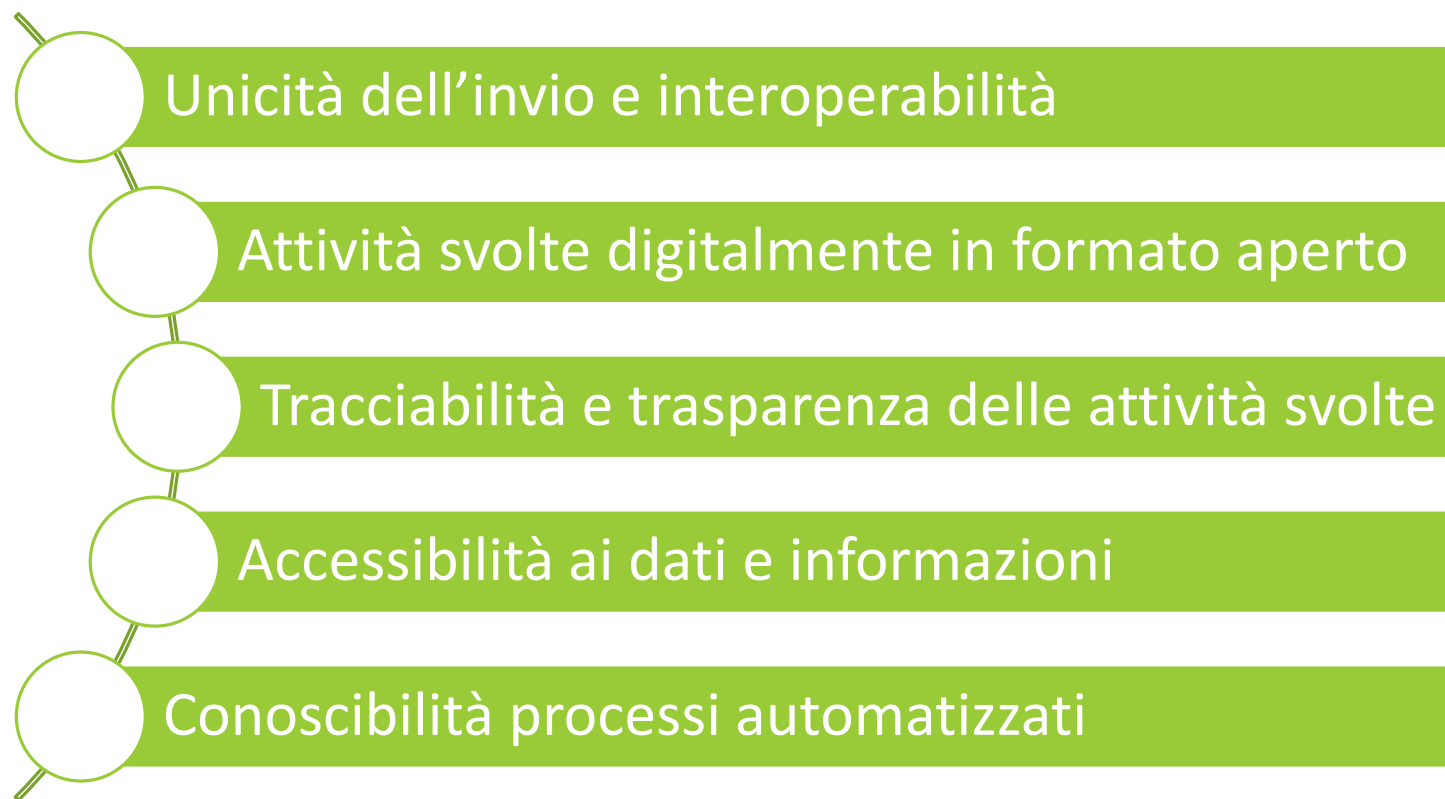 Unicità dell’invio e interoperabilità
Attività svolte digitalmente in formato aperto
Tracciabilità e trasparenza delle attività svolte
Accessibilità ai dati e informazioni
Conoscibilità processi automatizzati